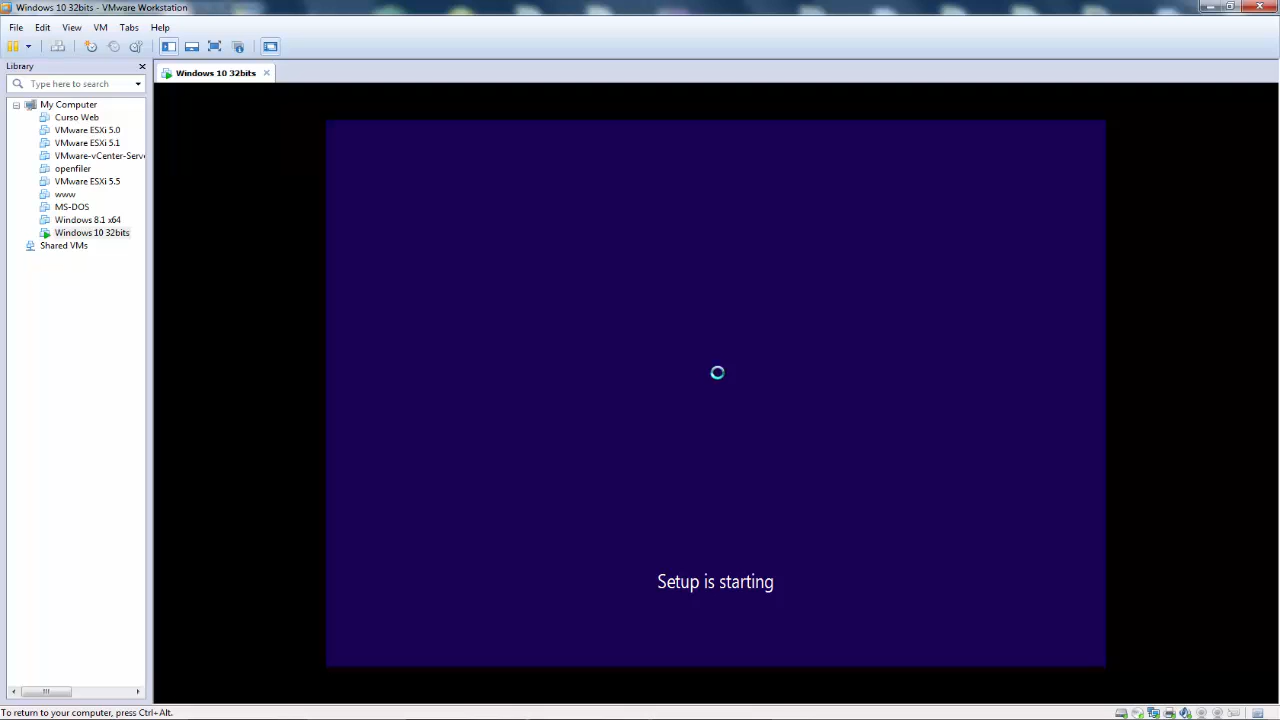 Windows 10 32bits - VMware Workstation
File Edit View VM Tabs Help
Library
Type here to search
Windows 10 32bits
My Computer
Curso Web
VMware ESXi 5.0
VMware ESXi 5.1
VMware-vCenter-Serve
openfiler
VMware ESXi 5.5
www
MS-DOS
Windows 8.1 x64
Windows 10 32bits
Shared VMs
Setup is starting
To return to your computer, press Ctrl+Alt.